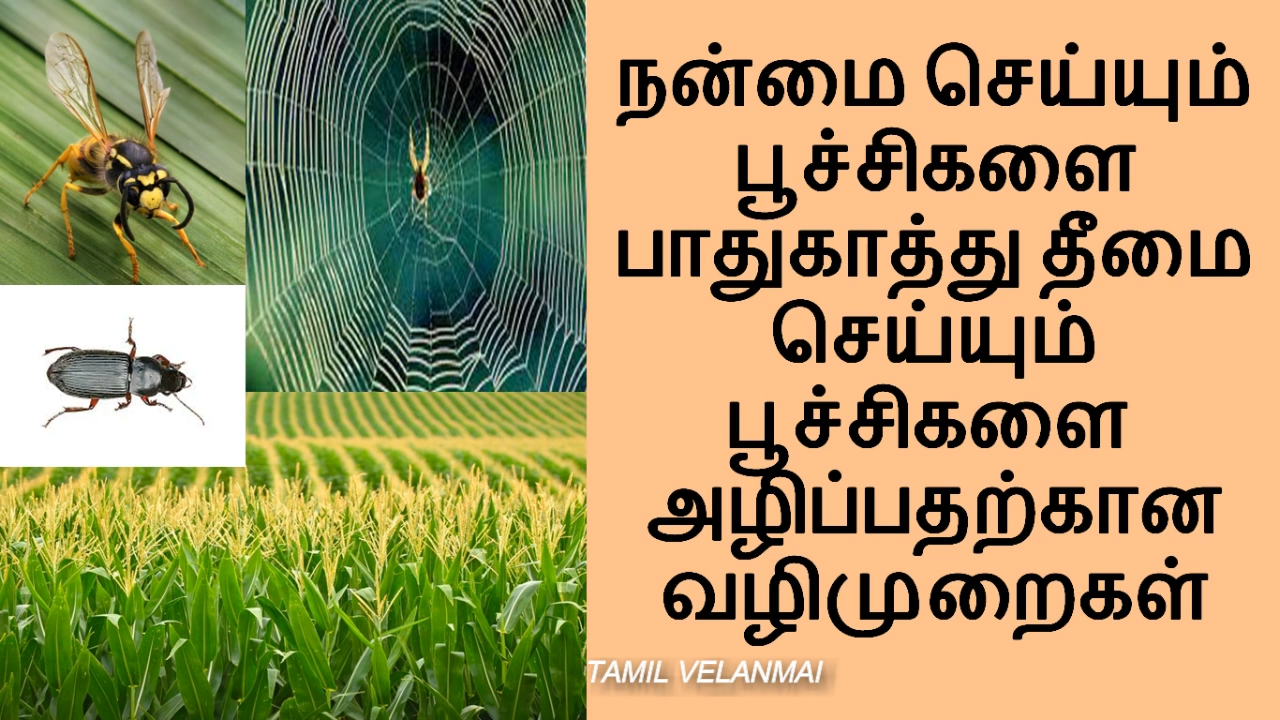 நன்மை செய்யும்
பூச்சிகளை
பாதுகாத்து தீமை
செய்யும்
பூச்சிகளை
அழிப்பதற்கான
வழிமுறைகள்
TAMIL VELANMAI